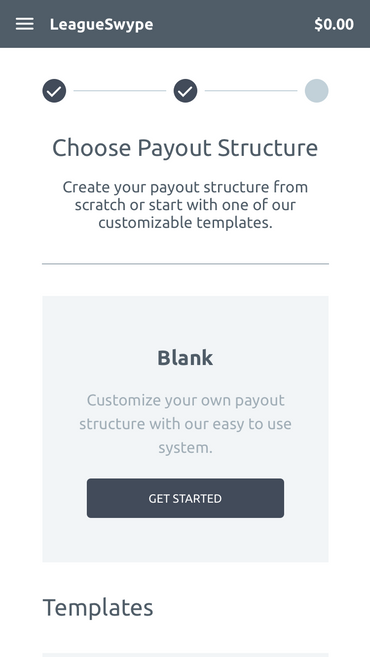 LeagueSwype $0.00
Choose Payout Structure
Create your payout structure from
scratch or start with one of our
customizable templates.
Blank
Customize your own payout
structure with our easy to use
system.
GET STARTED
Templates